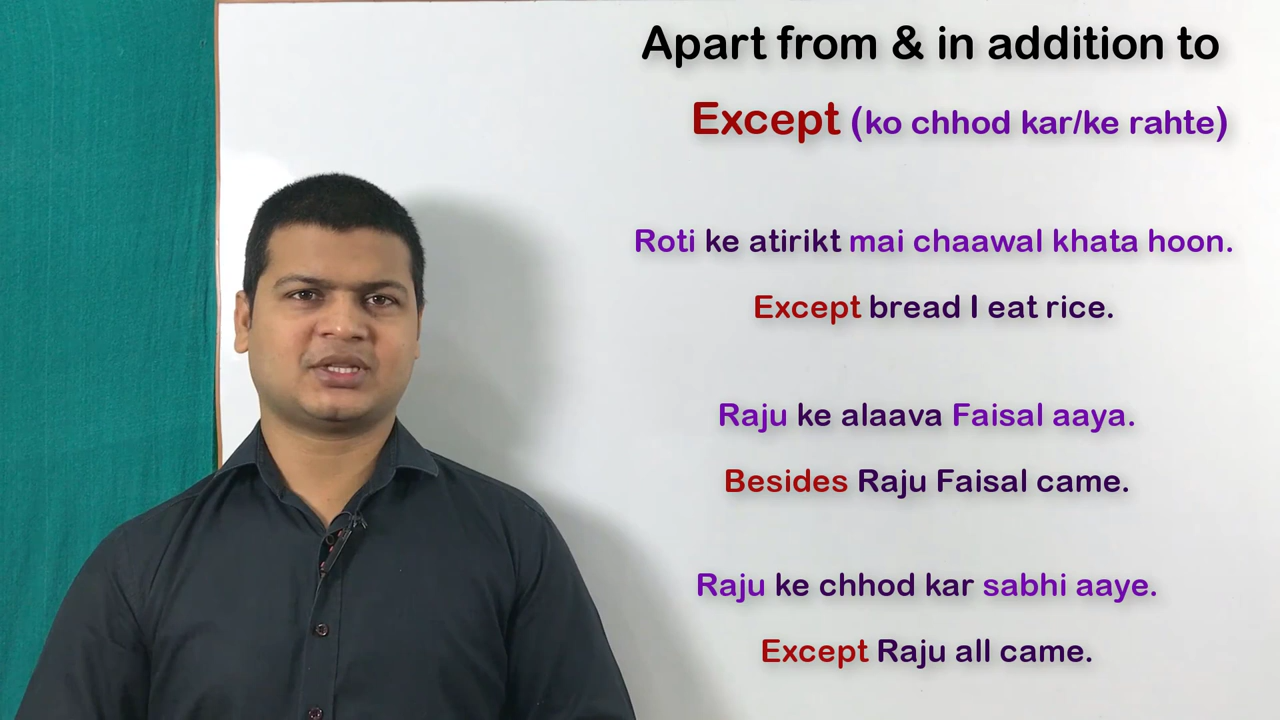 Apart from & in addition to
Except (ko chhod kar/ke rahte)
Roti ke atirikt mai chaawal khata hoon.
Except bread I eat rice.
Raju ke alaava Faisal aaya.
Besides Raju Faisal came.
Raju ke chhod kar sabhi aaye.
Except Raju all came.